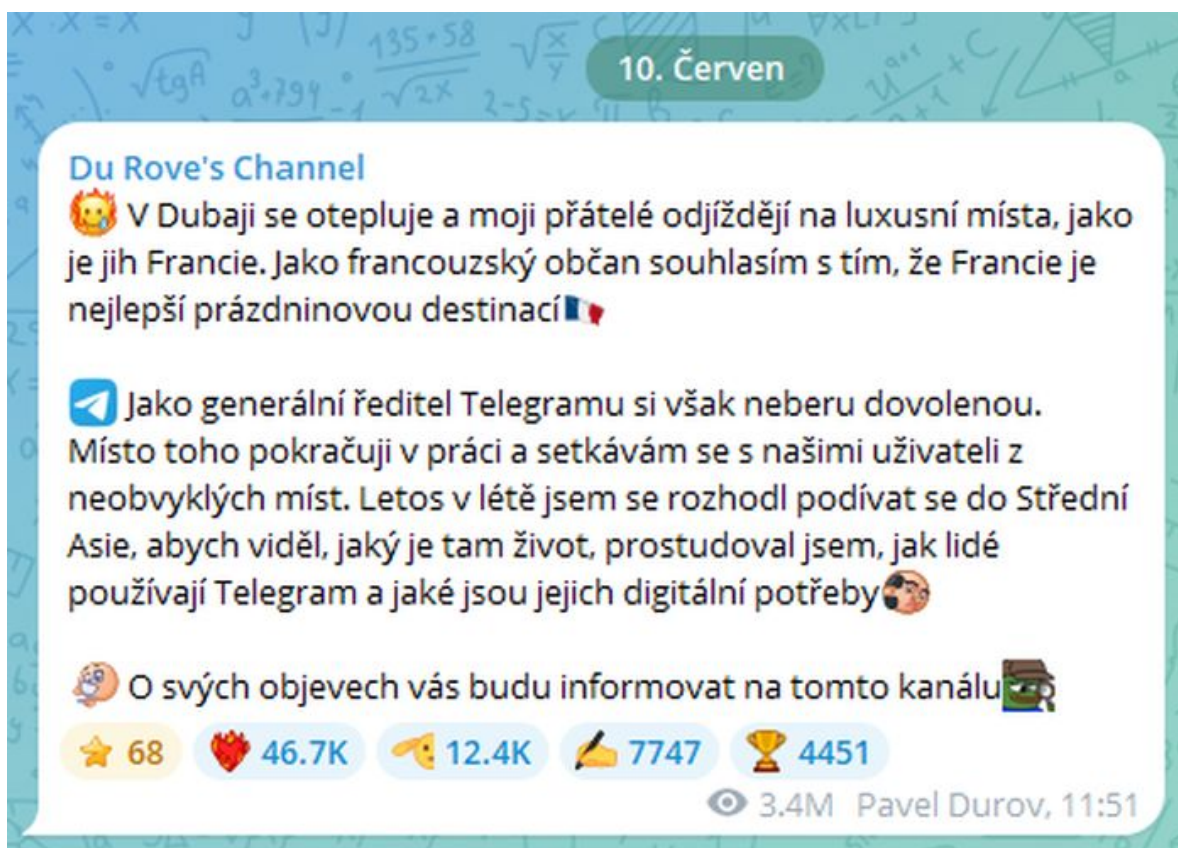 10. Červen
Du Rove's Channel
V Dubaji se otepluje a moji přátelé odjíždějí na luxusní místa, jako
je jih Francie. Jako francouzský občan souhlasím s tím, že Francie je
nejlepší prázdninovou destinací
Jako generální ředitel Telegramu si však neberu dovolenou.
Místo toho pokračuji v práci a setkávám se s našimi uživateli z
neobvyklých míst. Letos v létě jsem se rozhodl podívat se do Střední
Asie, abych viděl, jaký je tam život, prostudoval jsem, jak lidé
používají Telegram a jaké jsou jejich digitální potřeby
O svých objevech vás budu informovat na tomto kanálu
68 46.7K 12.4K 7747 4451
3.4M Pavel Durov, 11:51